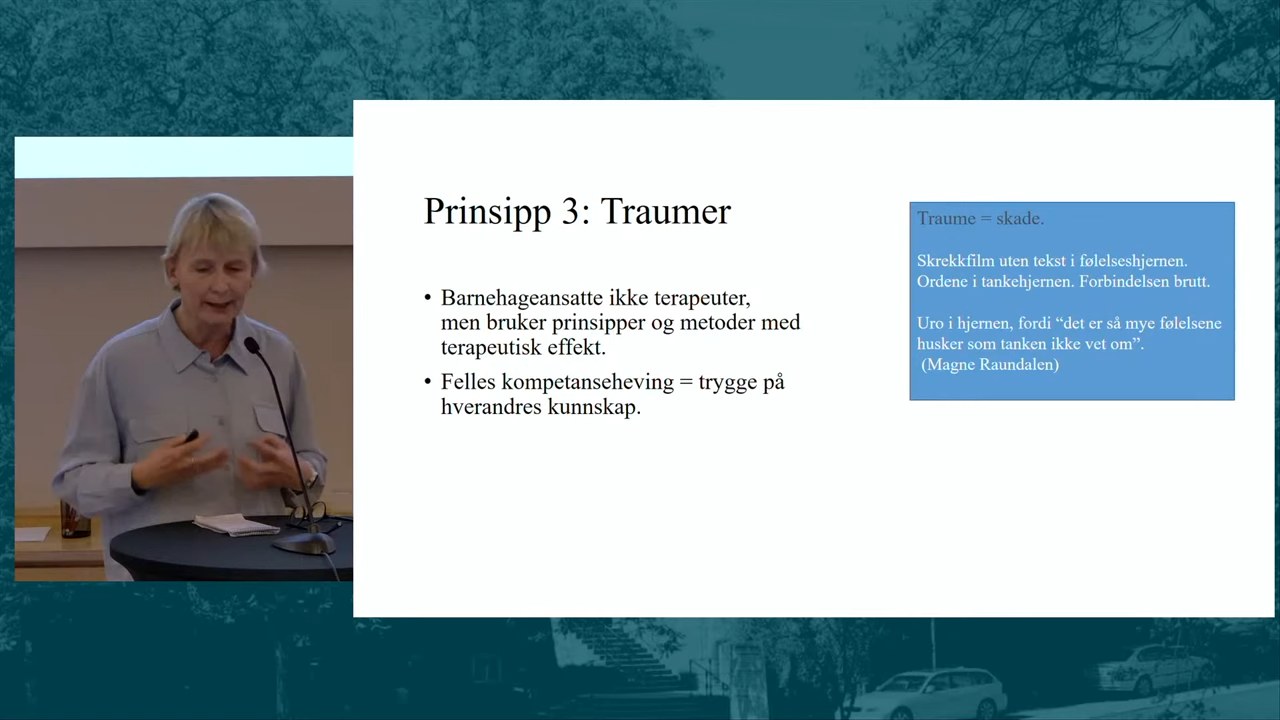 Prinsipp 3: Traumer
• Barnehageansatte ikke terapeuter,
men bruker prinsipper og metoder med
terapeutisk effekt.
• Felles kompetanseheving = trygge på
hverandres kunnskap.
Traume = skade.
Skrekkfilm uten tekst i følelseshjernen.
Ordene i tankehjernen. Forbindelsen brutt.
Uro i hjernen, fordi “det er så mye følelsene
husker som tanken ikke vet om”.
(Magne Raundalen)